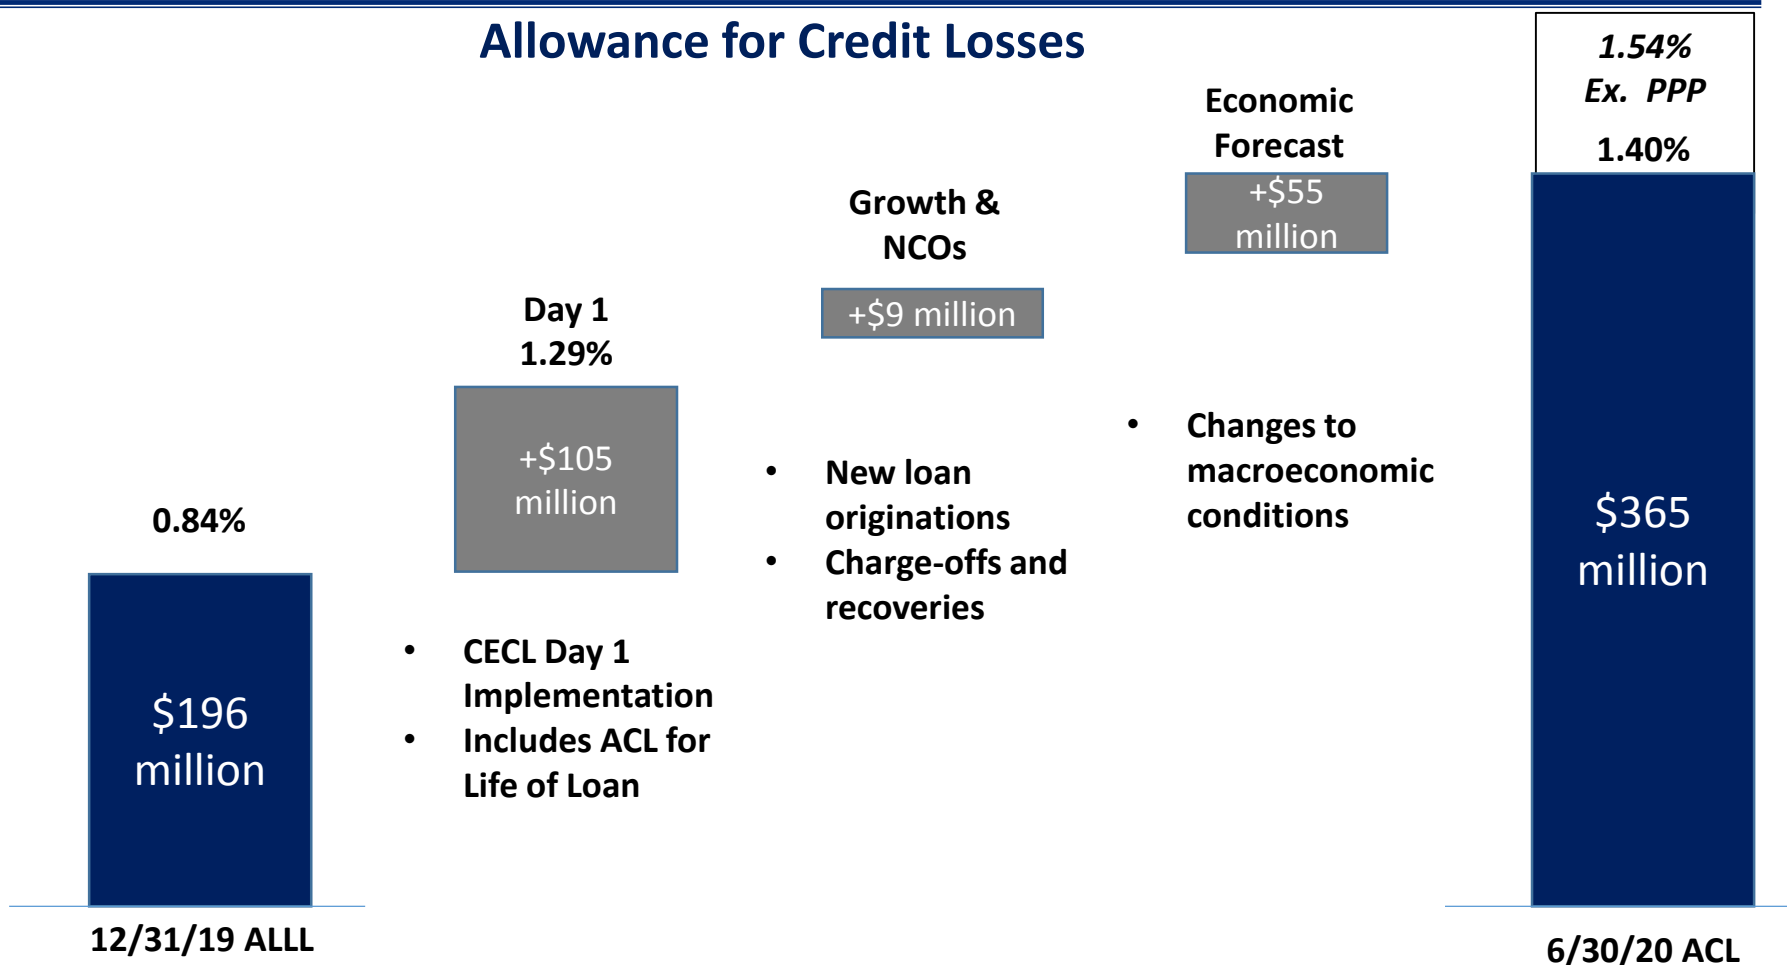 Allowance for Credit Losses
0.84%
$196
million
12/31/19 ALLL
Day 1
1.29%
+$105
million
• CECL Day 1
Implementation
• Includes ACL for
Life of Loan
Growth &
NCOs
+$9 million
• New loan
originations
• Charge-offs and
recoveries
Economic
Forecast
+$55
million
• Changes to
macroeconomic
conditions
1.54%
Ex. PPP
1.40%
$365
million
6/30/20 ACL